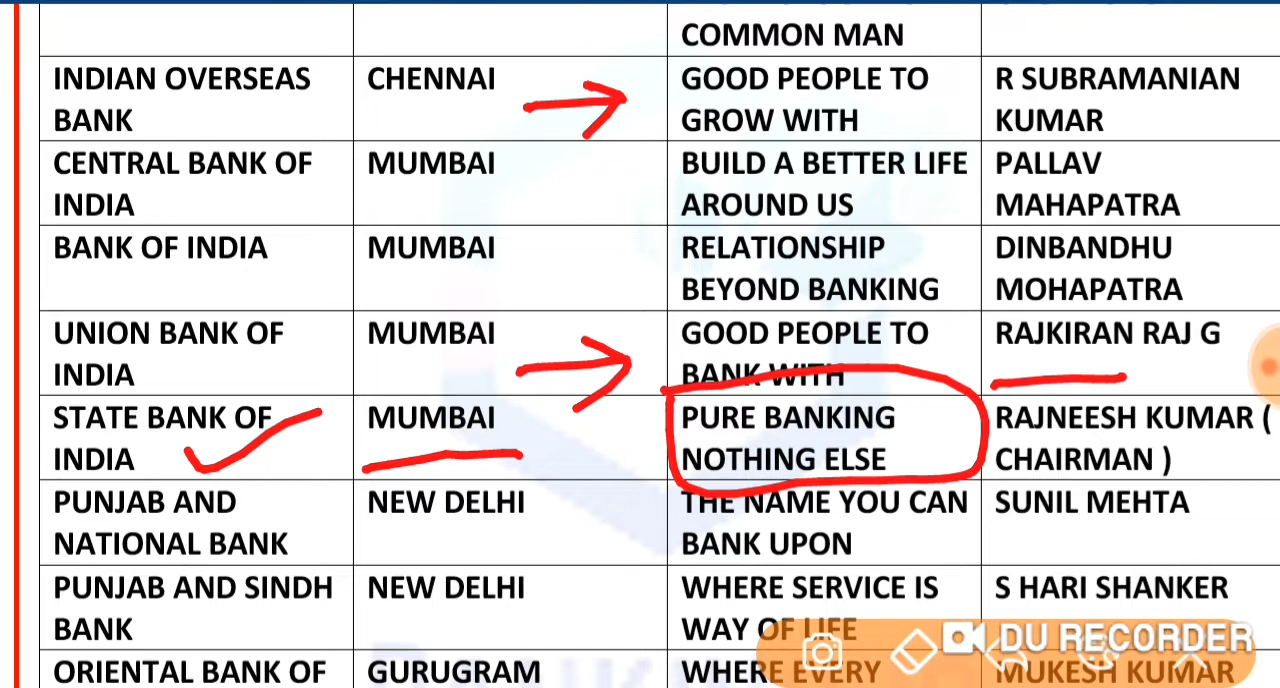 COMMON MAN
INDIAN OVERSEAS BANK CHENNAI GOOD PEOPLE TO GROW WITH R SUBRAMANIAN KUMAR
CENTRAL BANK OF INDIA MUMBAI BUILD A BETTER LIFE AROUND US PALLAV MAHAPATRA
BANK OF INDIA MUMBAI RELATIONSHIP BEYOND BANKING DINBANDHU MOHAPATRA
UNION BANK OF INDIA MUMBAI GOOD PEOPLE TO BANK WITH RAJKIRAN RAJ G
STATE BANK OF INDIA MUMBAI PURE BANKING NOTHING ELSE RAJNEESH KUMAR ( CHAIRMAN )
PUNJAB AND NATIONAL BANK NEW DELHI THE NAME YOU CAN BANK UPON SUNIL MEHTA
PUNJAB AND SINDH BANK NEW DELHI WHERE SERVICE IS WAY OF LIFE S HARI SHANKER
ORIENTAL BANK OF GURUGRAM WHERE EVERY MUKESH KUMAR
DU RECORDER